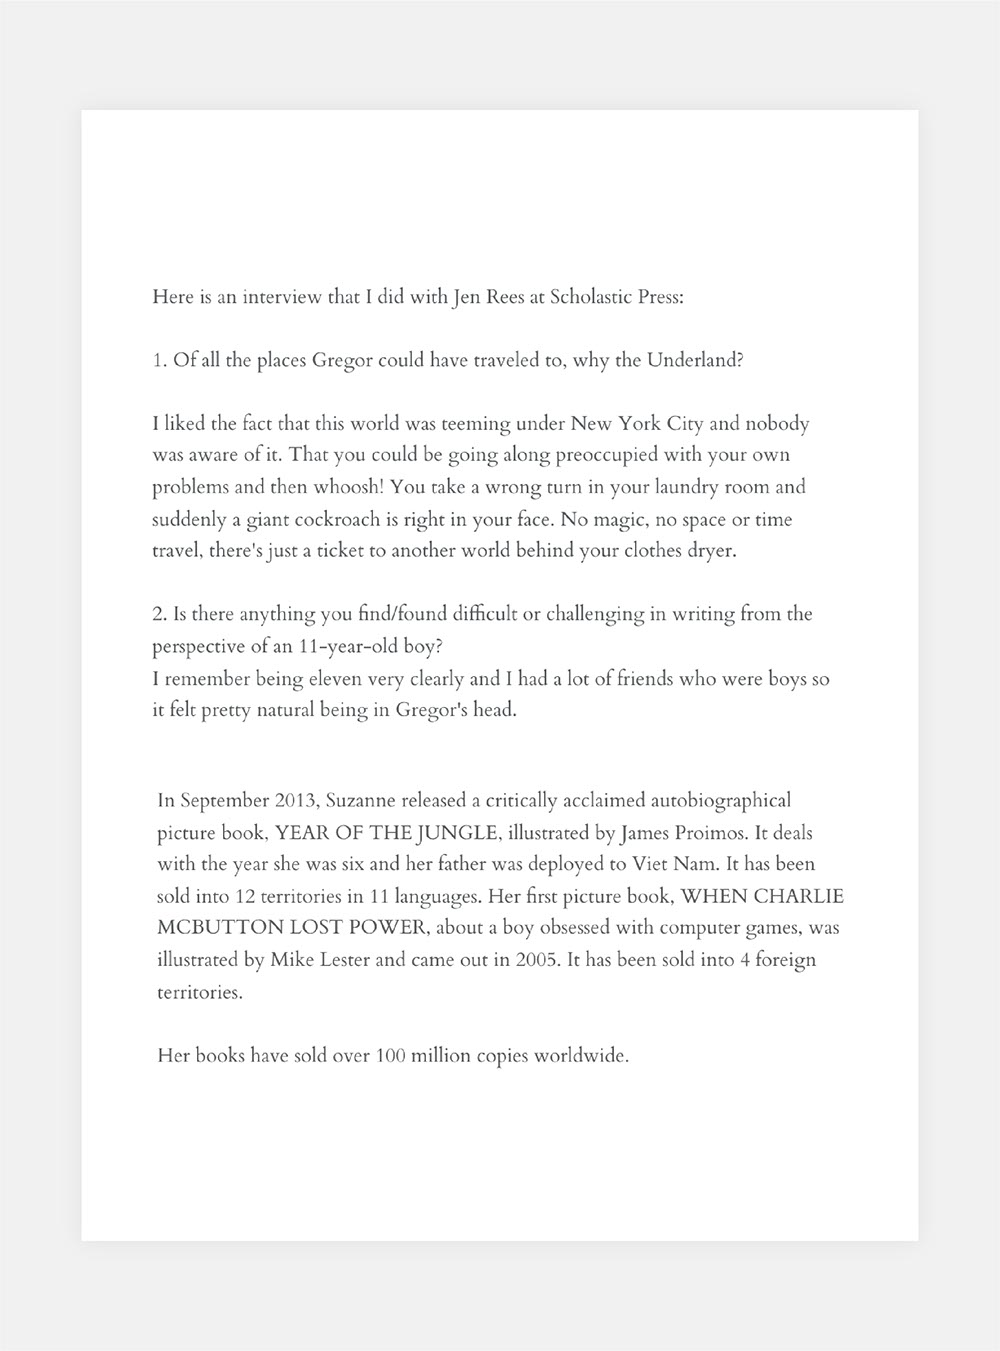 Here is an interview that I did with Jen Rees at Scholastic Press:
1. Of all the places Gregor could have traveled to, why the Underland?
I liked the fact that this world was teeming under New York City and nobody
was aware of it. That you could be going along preoccupied with your own
problems and then whoosh! You take a wrong turn in your laundry room and
suddenly a giant cockroach is right in your face. No magic, no space or time
travel, there's just a ticket to another world behind your clothes dryer.
2. Is there anything you find/found difficult or challenging in writing from the
perspective of an 11-year-old boy?
I remember being eleven very clearly and I had a lot of friends who were boys so
it felt pretty natural being in Gregor's head.
In September 2013, Suzanne released a critically acclaimed autobiographical
picture book, YEAR OF THE JUNGLE, illustrated by James Proimos. It deals
with the year she was six and her father was deployed to Viet Nam. It has been
sold into 12 territories in 11 languages. Her first picture book, WHEN CHARLIE
MCBUTTON LOST POWER, about a boy obsessed with computer games, was
illustrated by Mike Lester and came out in 2005. It has been sold into 4 foreign
territories.
Her books have sold over 100 million copies worldwide.